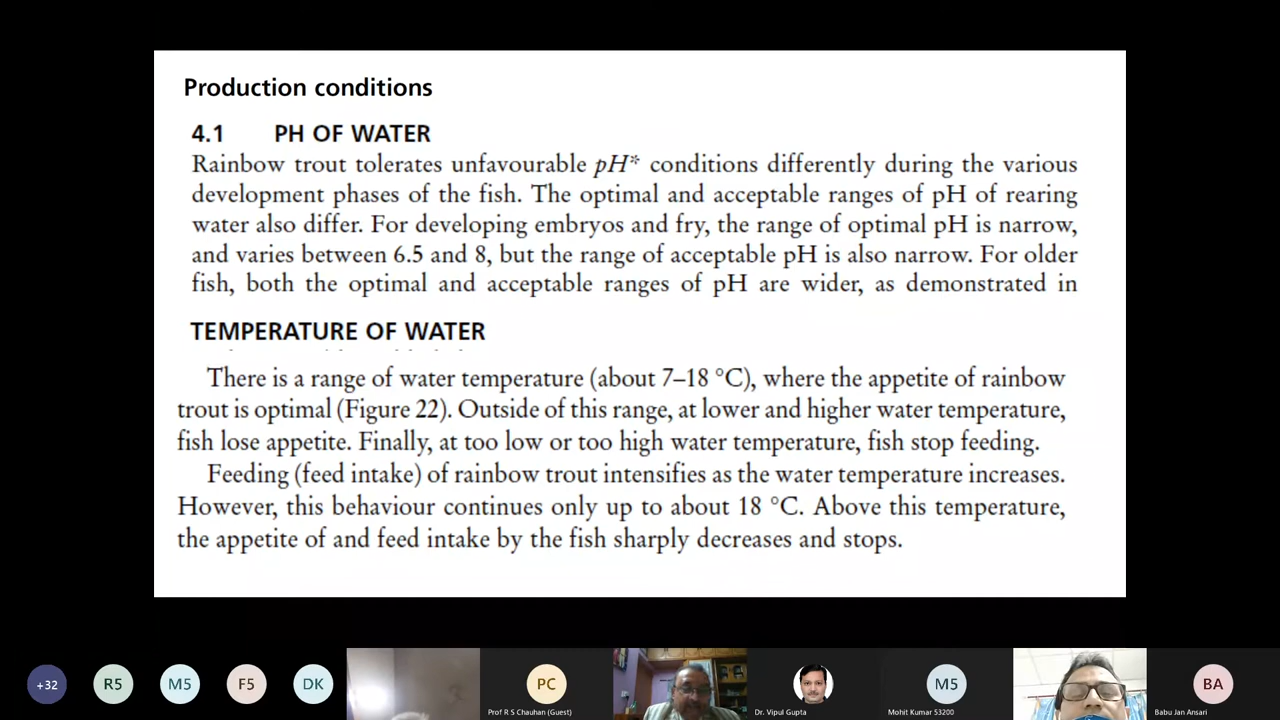 Production conditions
4.1 PH OF WATER
Rainbow trout tolerates unfavourable pH* conditions differently during the various
development phases of the fish. The optimal and acceptable ranges of pH of rearing
water also differ. For developing embryos and fry, the range of optimal pH is narrow,
and varies between 6.5 and 8, but the range of acceptable pH is also narrow. For older
fish, both the optimal and acceptable ranges of pH are wider, as demonstrated in
TEMPERATURE OF WATER
There is a range of water temperature (about 7–18 °C), where the appetite of rainbow
trout is optimal (Figure 22). Outside of this range, at lower and higher water temperature,
fish lose appetite. Finally, at too low or too high water temperature, fish stop feeding.
Feeding (feed intake) of rainbow trout intensifies as the water temperature increases.
However, this behaviour continues only up to about 18 °C. Above this temperature,
the appetite of and feed intake by the fish sharply decreases and stops.
+32 R5 M5 F5 DK PC M5 BA
Prof R S Chauhan (Guest) Dr. Vipul Gupta Mohit Kumar 53200 Babu Jan Ansari